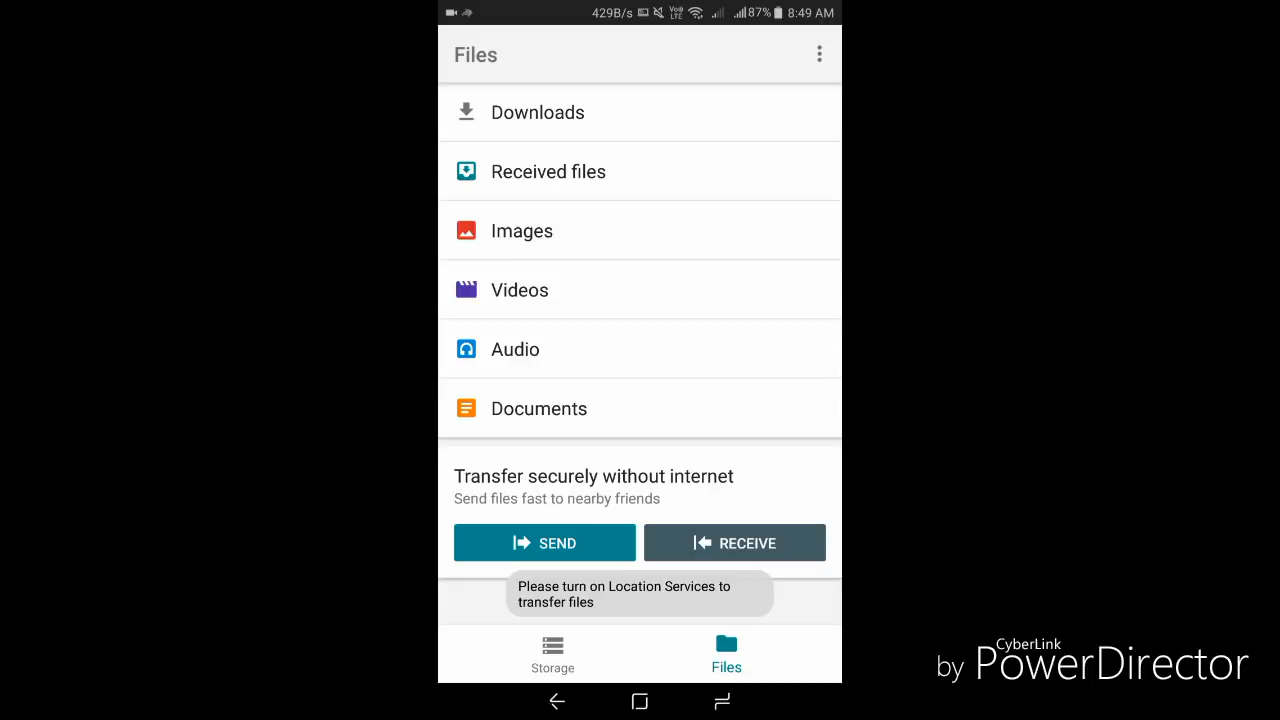 429B/s VoD LTE 87% 8:49 AM
Files
Downloads
Received files
Images
Videos
Audio
Documents
Transfer securely without internet
Send files fast to nearby friends
SEND RECEIVE
Please turn on Location Services to
transfer files
Storage Files
CyberLink
by PowerDirector